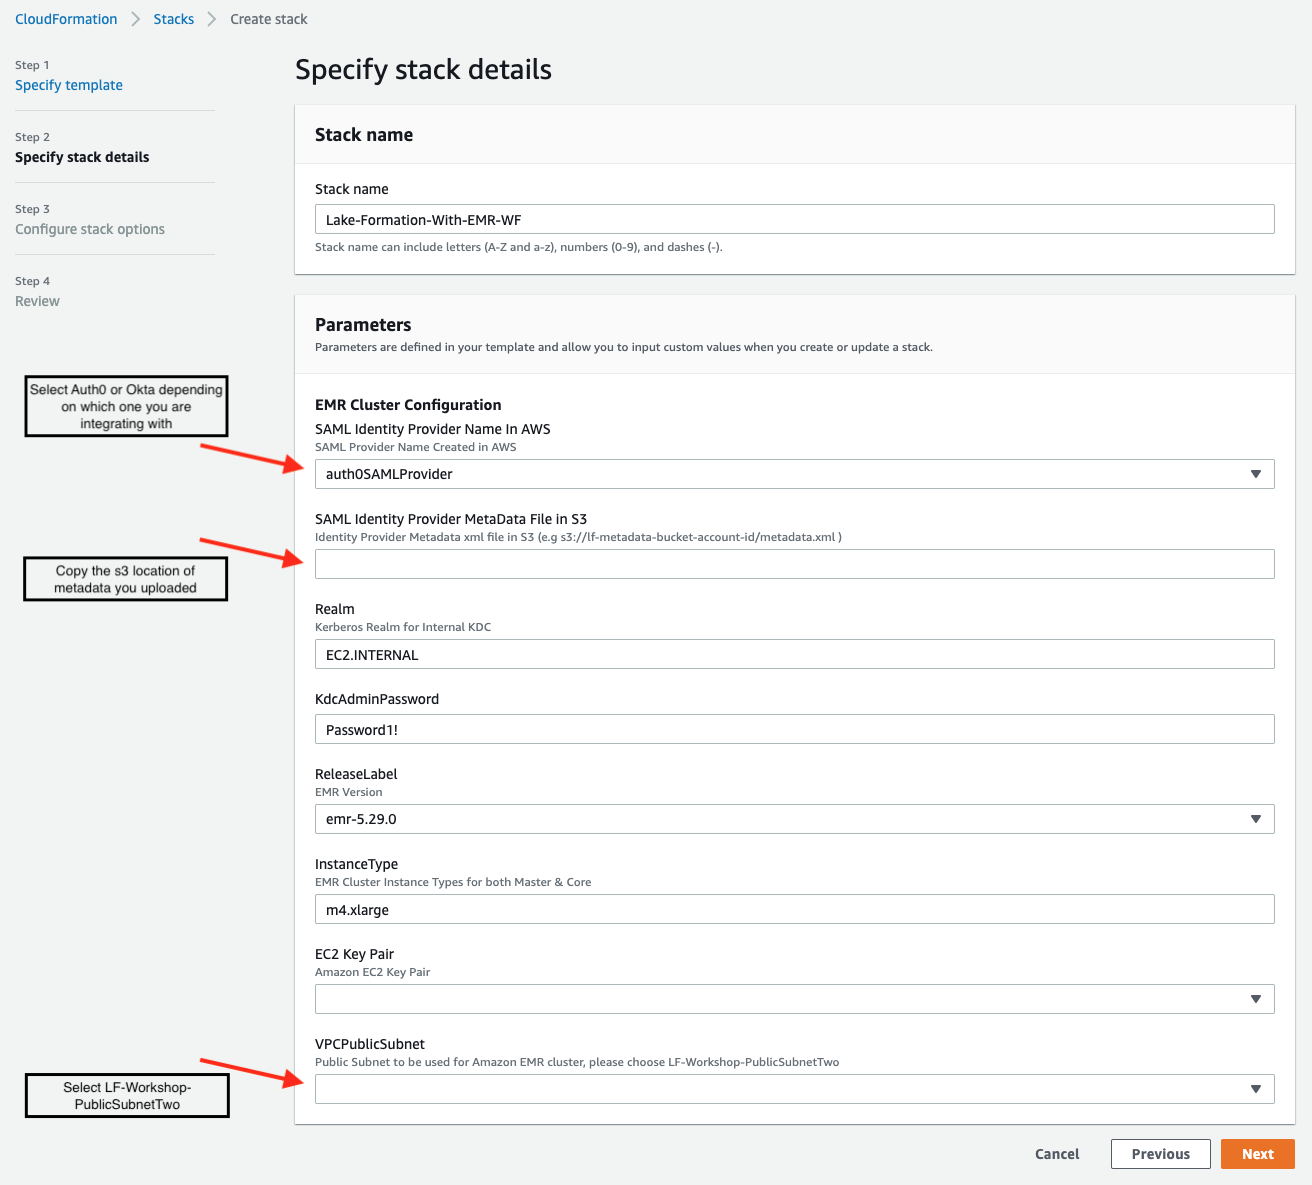 CloudFormation > Stacks > Create stack
Step 1
Specify template
Step 2
Specify stack details
Step 3
Configure stack options
Step 4
Review
Select Auth0 or Okta depending
on which one you are
integrating with
Copy the s3 location of
metadata you uploaded
Select LF-Workshop-
PublicSubnetTwo
Specify stack details
Stack name
Stack name
Lake-Formation-With-EMR-WF
Stack name can include letters (A-Z and a-z), numbers (0-9), and dashes (-).
Parameters
Parameters are defined in your template and allow you to input custom values when you create or update a stack.
EMR Cluster Configuration
SAML Identity Provider Name In AWS
SAML Provider Name Created in AWS
auth0SAMLProvider
SAML Identity Provider MetaData File in S3
Identity Provider Metadata xml file in S3 (e.g s3://lf-metadata-bucket-account-id/metadata.xml )
Realm
Kerberos Realm for Internal KDC
EC2.INTERNAL
KdcAdminPassword
Password1!
ReleaseLabel
EMR Version
emr-5.29.0
InstanceType
EMR Cluster Instance Types for both Master & Core
m4.xlarge
EC2 Key Pair
Amazon EC2 Key Pair
VPCPublicSubnet
Public Subnet to be used for Amazon EMR cluster, please choose LF-Workshop-PublicSubnetTwo
Cancel
Previous
Next